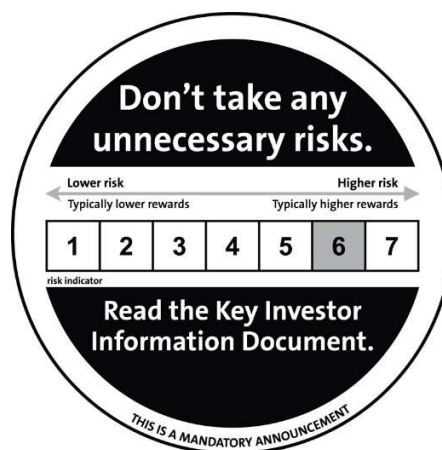 Don't take any
unnecessary risks.
Lower risk Higher risk
Typically lower rewards Typically higher rewards
1 2 3 4 5 6 7
risk indicator
Read the Key Investor
Information Document.
THIS IS A MANDATORY ANNOUNCEMENT